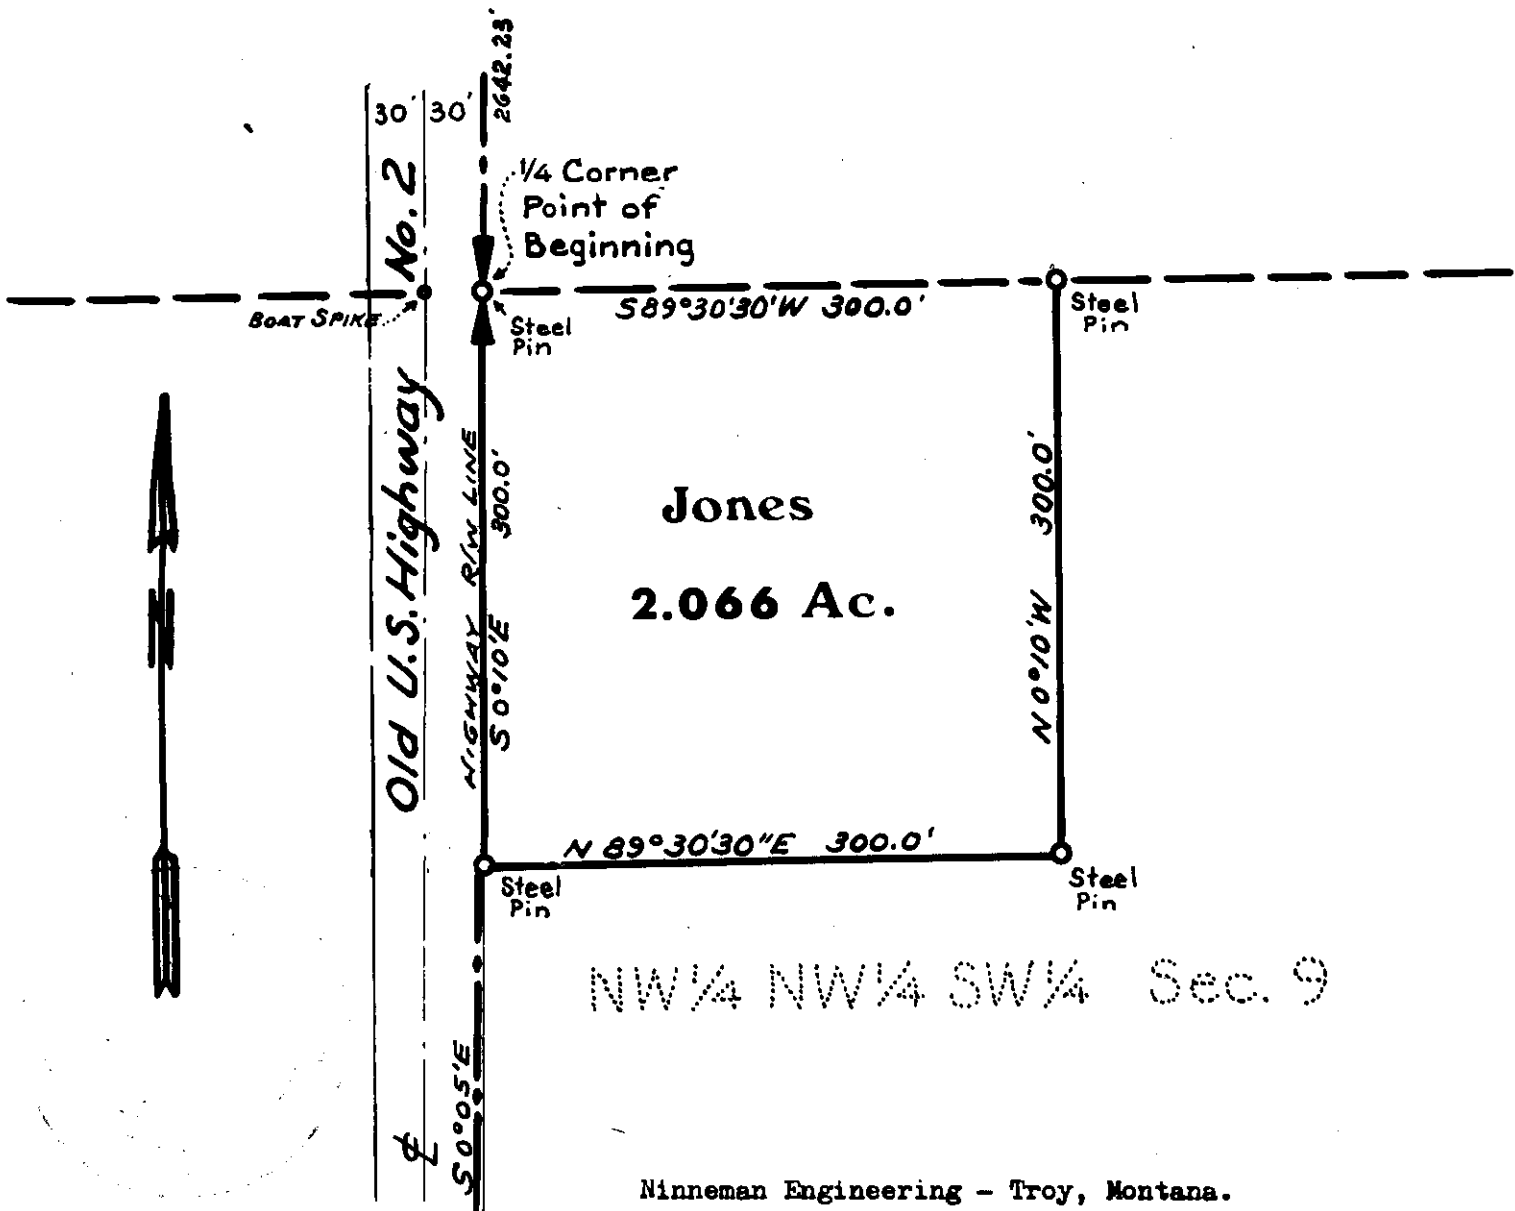 2642.23'
30' 30'
1/4 Corner
Point of
Beginning
Old U.S. Highway No. 2
BOAT SPIKE
Steel
Pin
S89°30'30'W 300.0'
Steel
Pin
HIGHWAY R/W LINE
S0°10'E 300.0'
Jones
2.066 Ac.
N0°10'W 300.0'
N
N 89°30'30"E 300.0'
Steel
Pin
Steel
Pin
NW1/4 NW1/4 SW1/4 Sec. 9
S0°05'E
℄
Ninneman Engineering - Troy, Montana.